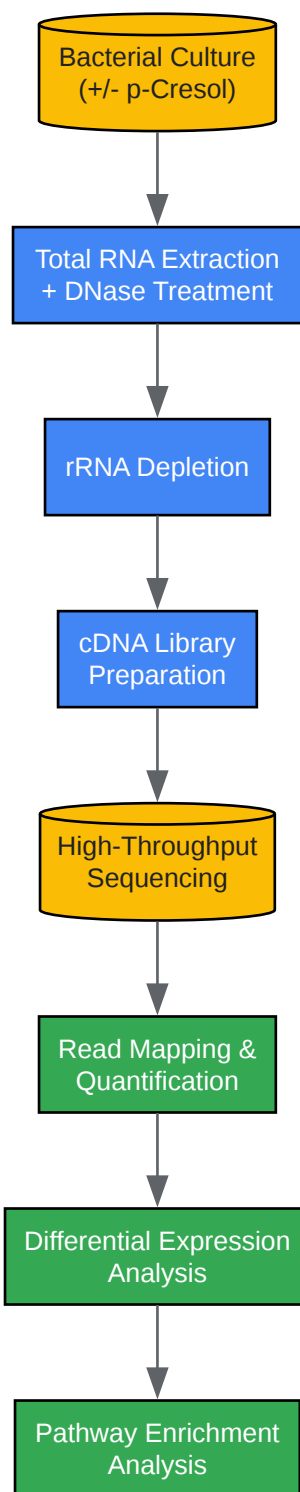 Bacterial Culture
(+/- p-Cresol)
Total RNA Extraction
+ DNase Treatment
rRNA Depletion
cDNA Library
Preparation
High-Throughput
Sequencing
Read Mapping &
Quantification
Differential Expression
Analysis
Pathway Enrichment
Analysis